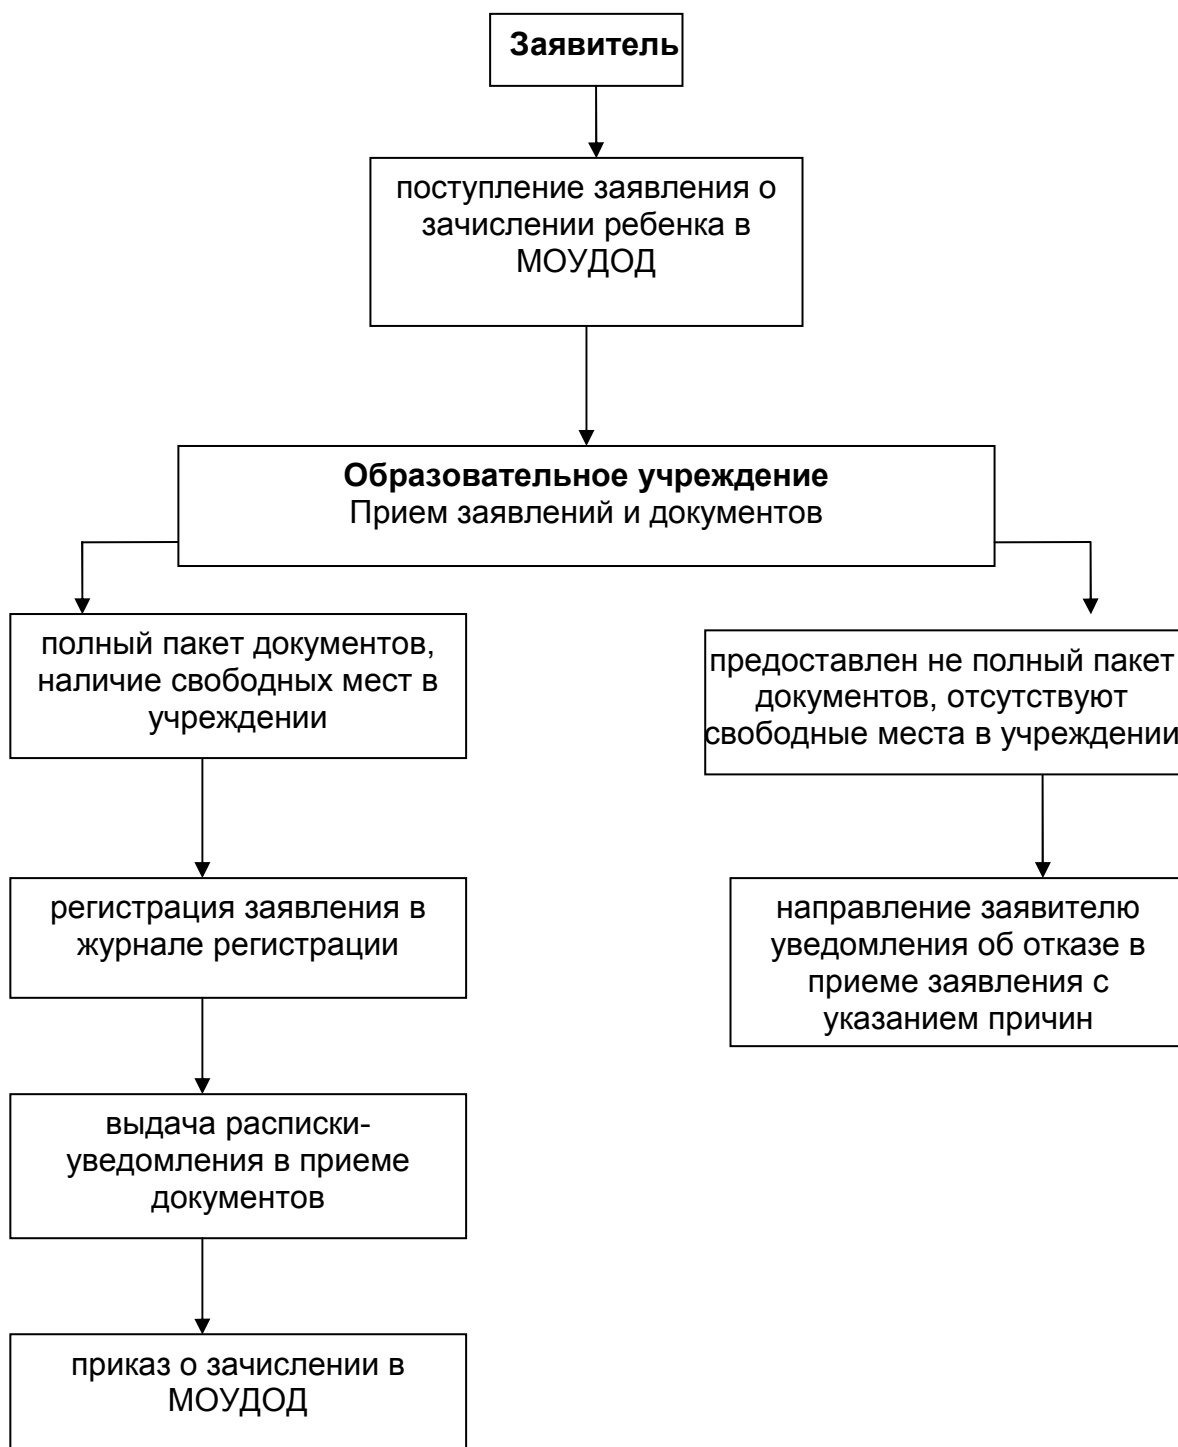 Заявитель
поступление заявления о
зачислении ребенка в
МОУДОД
Образовательное учреждение
Прием заявлений и документов
полный пакет документов,
наличие свободных мест в
учреждении
предоставлен не полный пакет
документов, отсутствуют
свободные места в учреждении
регистрация заявления в
журнале регистрации
направление заявителю
уведомления об отказе в
приеме заявления с
указанием причин
выдача расписки-
уведомления в приеме
документов
приказ о зачислении в
МОУДОД